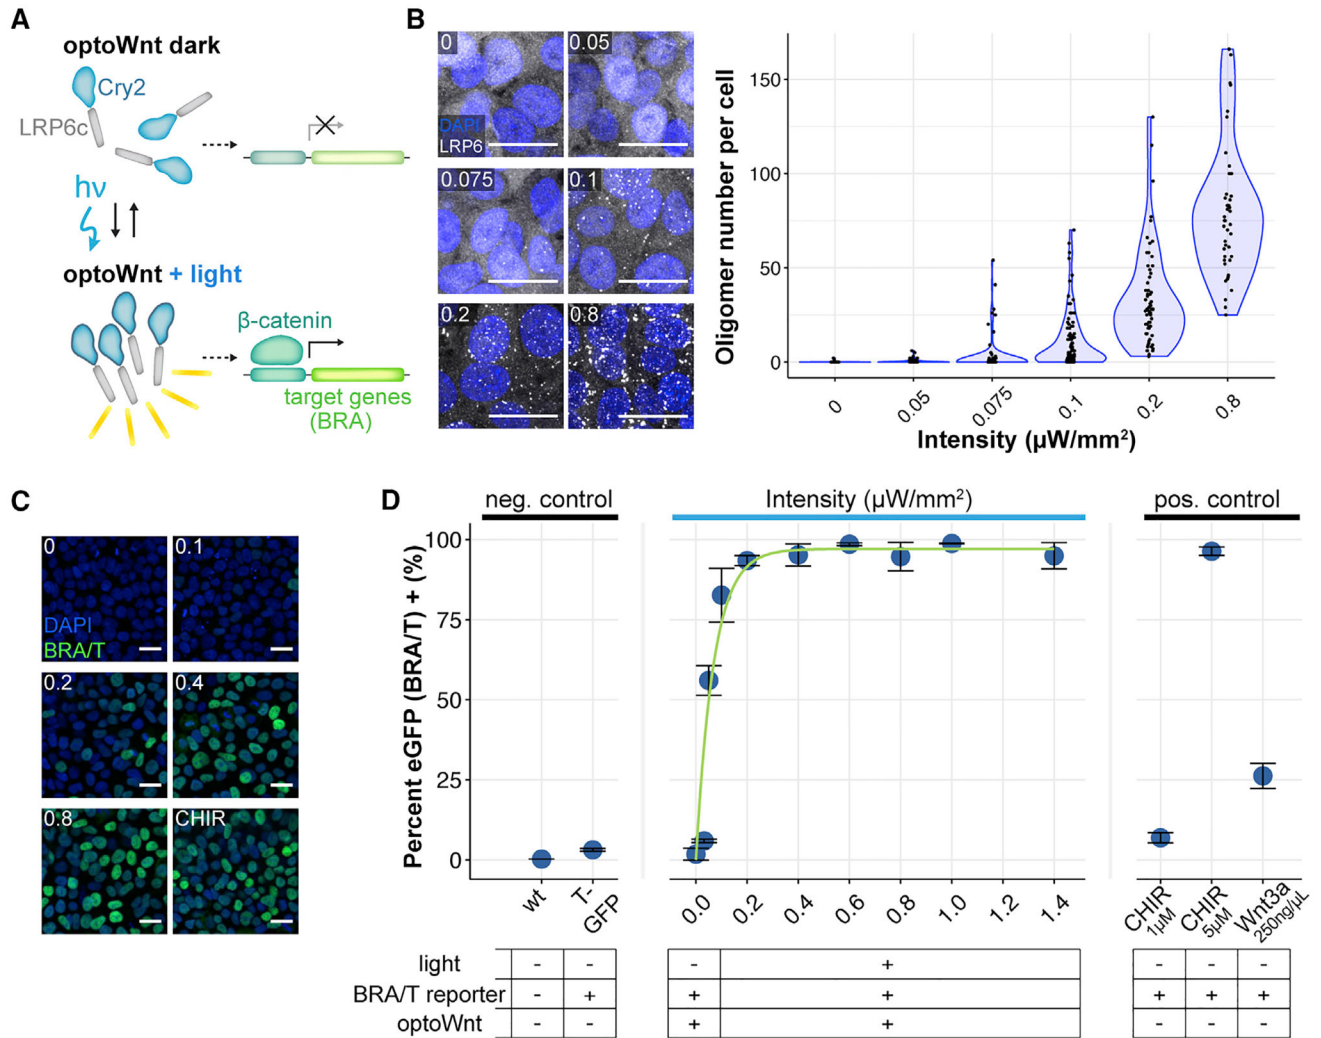 A
optoWnt dark
Cry2
LRP6c
hν
optoWnt + light
β-catenin
target genes
(BRA)
B
0
DAPI
LRP6
0.05
0.075
0.1
0.2
0.8
Oligomer number per cell
150
100
50
0
0
0.05
0.075
0.1
0.2
0.8
Intensity (µW/mm²)
C
0
DAPI
BRA/T
0.1
0.2
0.4
0.8
CHIR
D
neg. control
Intensity (µW/mm²)
pos. control
Percent eGFP (BRA/T) + (%)
100
75
50
25
0
wt
T-
GFP
0.0
0.2
0.4
0.6
0.8
1.0
1.2
1.4
CHIR
1µM
CHIR
5µM
Wnt3a
250ng/µL
light - - - + - - -
BRA/T reporter - + + + + + +
optoWnt - - + + - - -